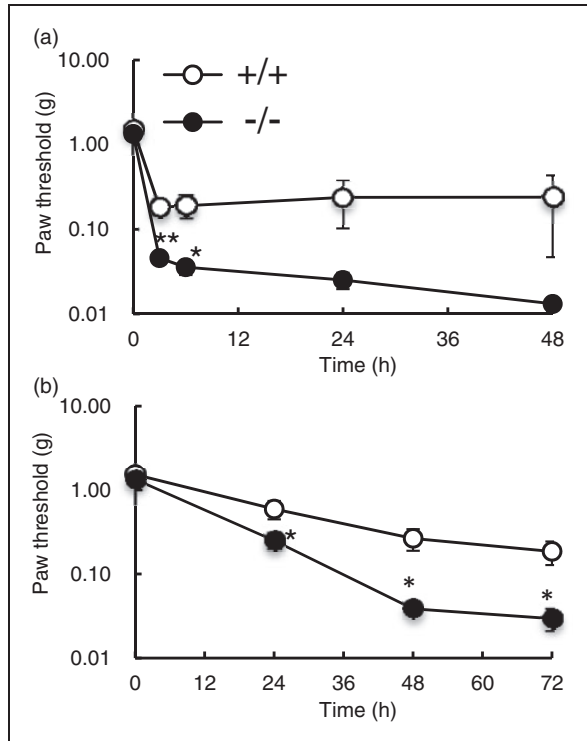 (a)
10.00
1.00
0.10
0.01
Paw threshold (g)
+/+
-/-
**
*
0 12 24 36 48
Time (h)
(b)
10.00
1.00
0.10
0.01
Paw threshold (g)
*
*
*
0 12 24 36 48 60 72
Time (h)